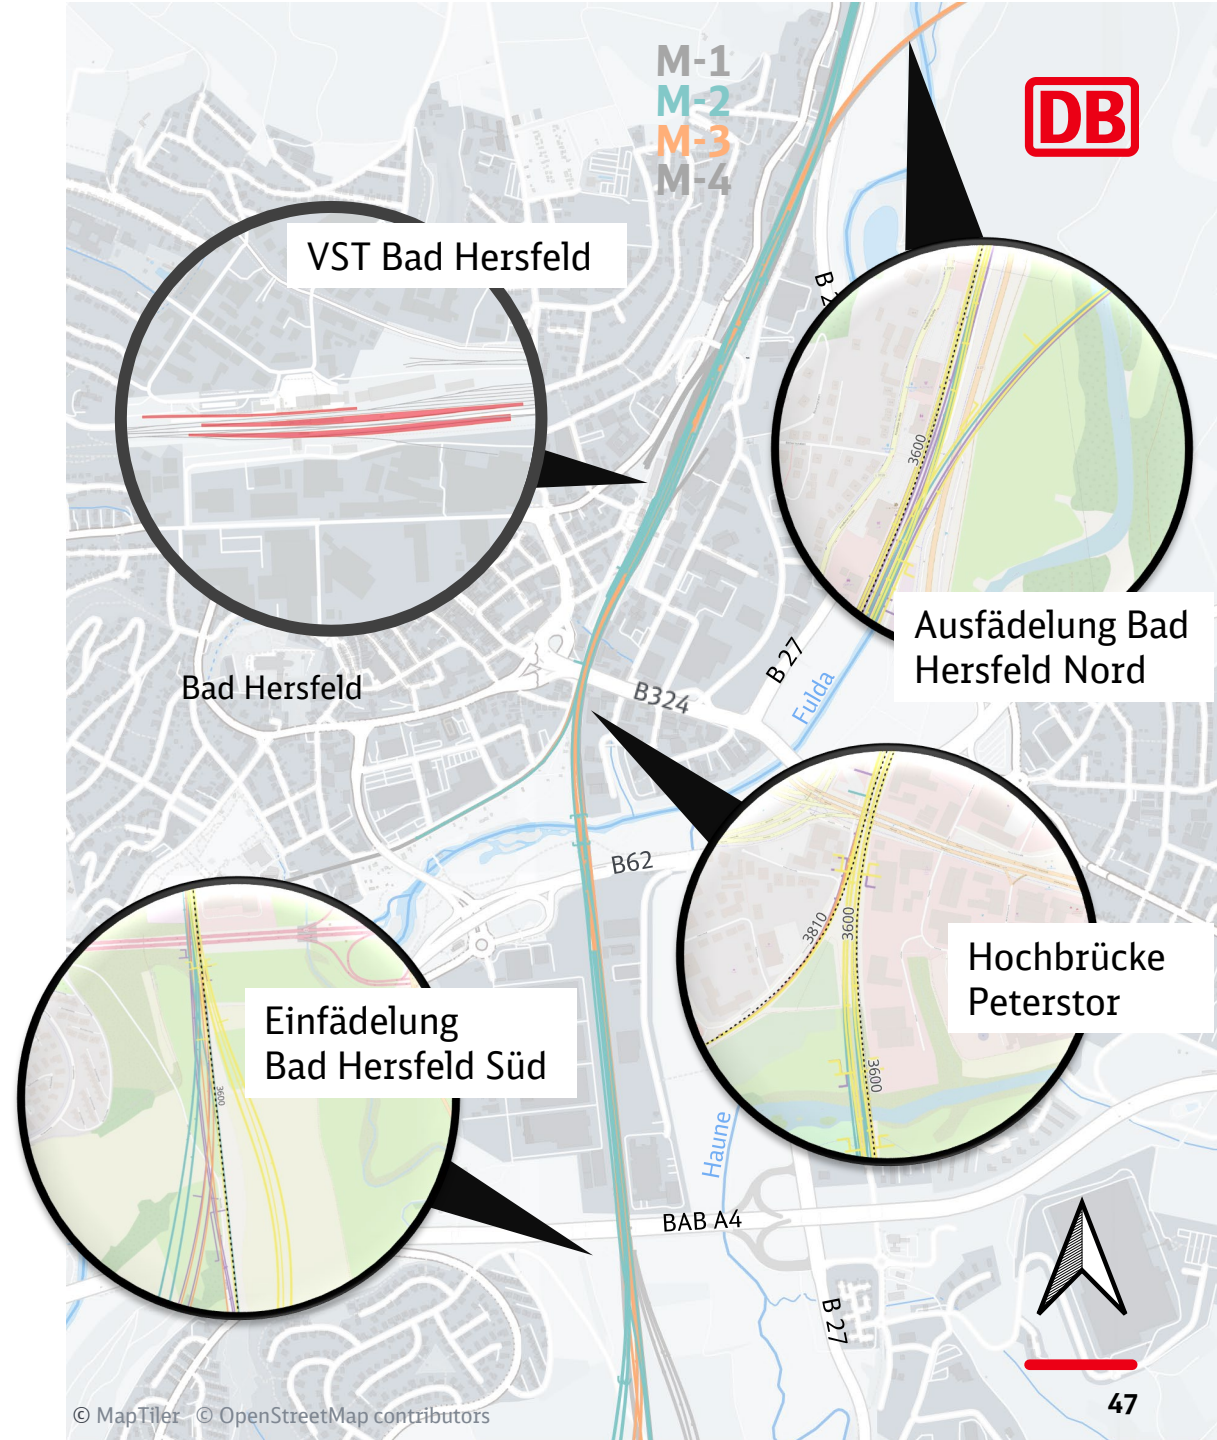 M-1
M-2
M-3
M-4
DB
VST Bad Hersfeld
B 2
3600
Ausfädelung Bad
Hersfeld Nord
B 27
Fulda
Bad Hersfeld
B324
B62
3810
3600
3600
Hochbrücke
Peterstor
Einfädelung
Bad Hersfeld Süd
3600
Haune
BAB A4
B 27
47
© MapTiler © OpenStreetMap contributors